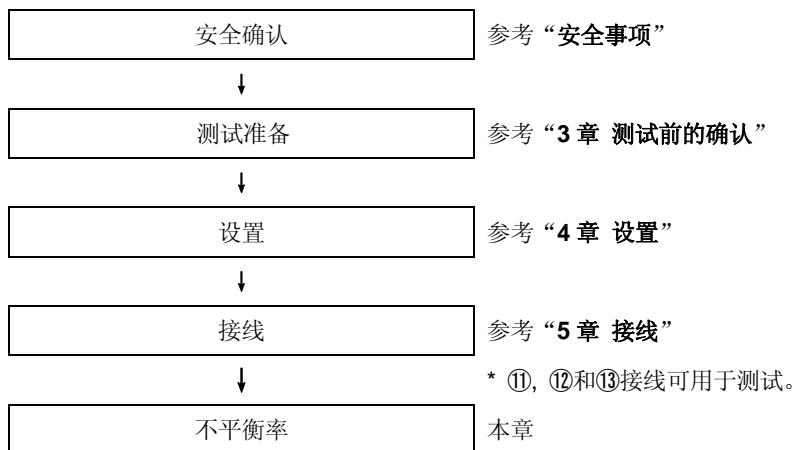 安全确认 参考“安全事项”
↓
测试准备 参考“3 章 测试前的确认”
↓
设置 参考“4 章 设置”
↓
接线 参考“5 章 接线”
↓ * ⑪, ⑫和⑬接线可用于测试。
不平衡率 本章